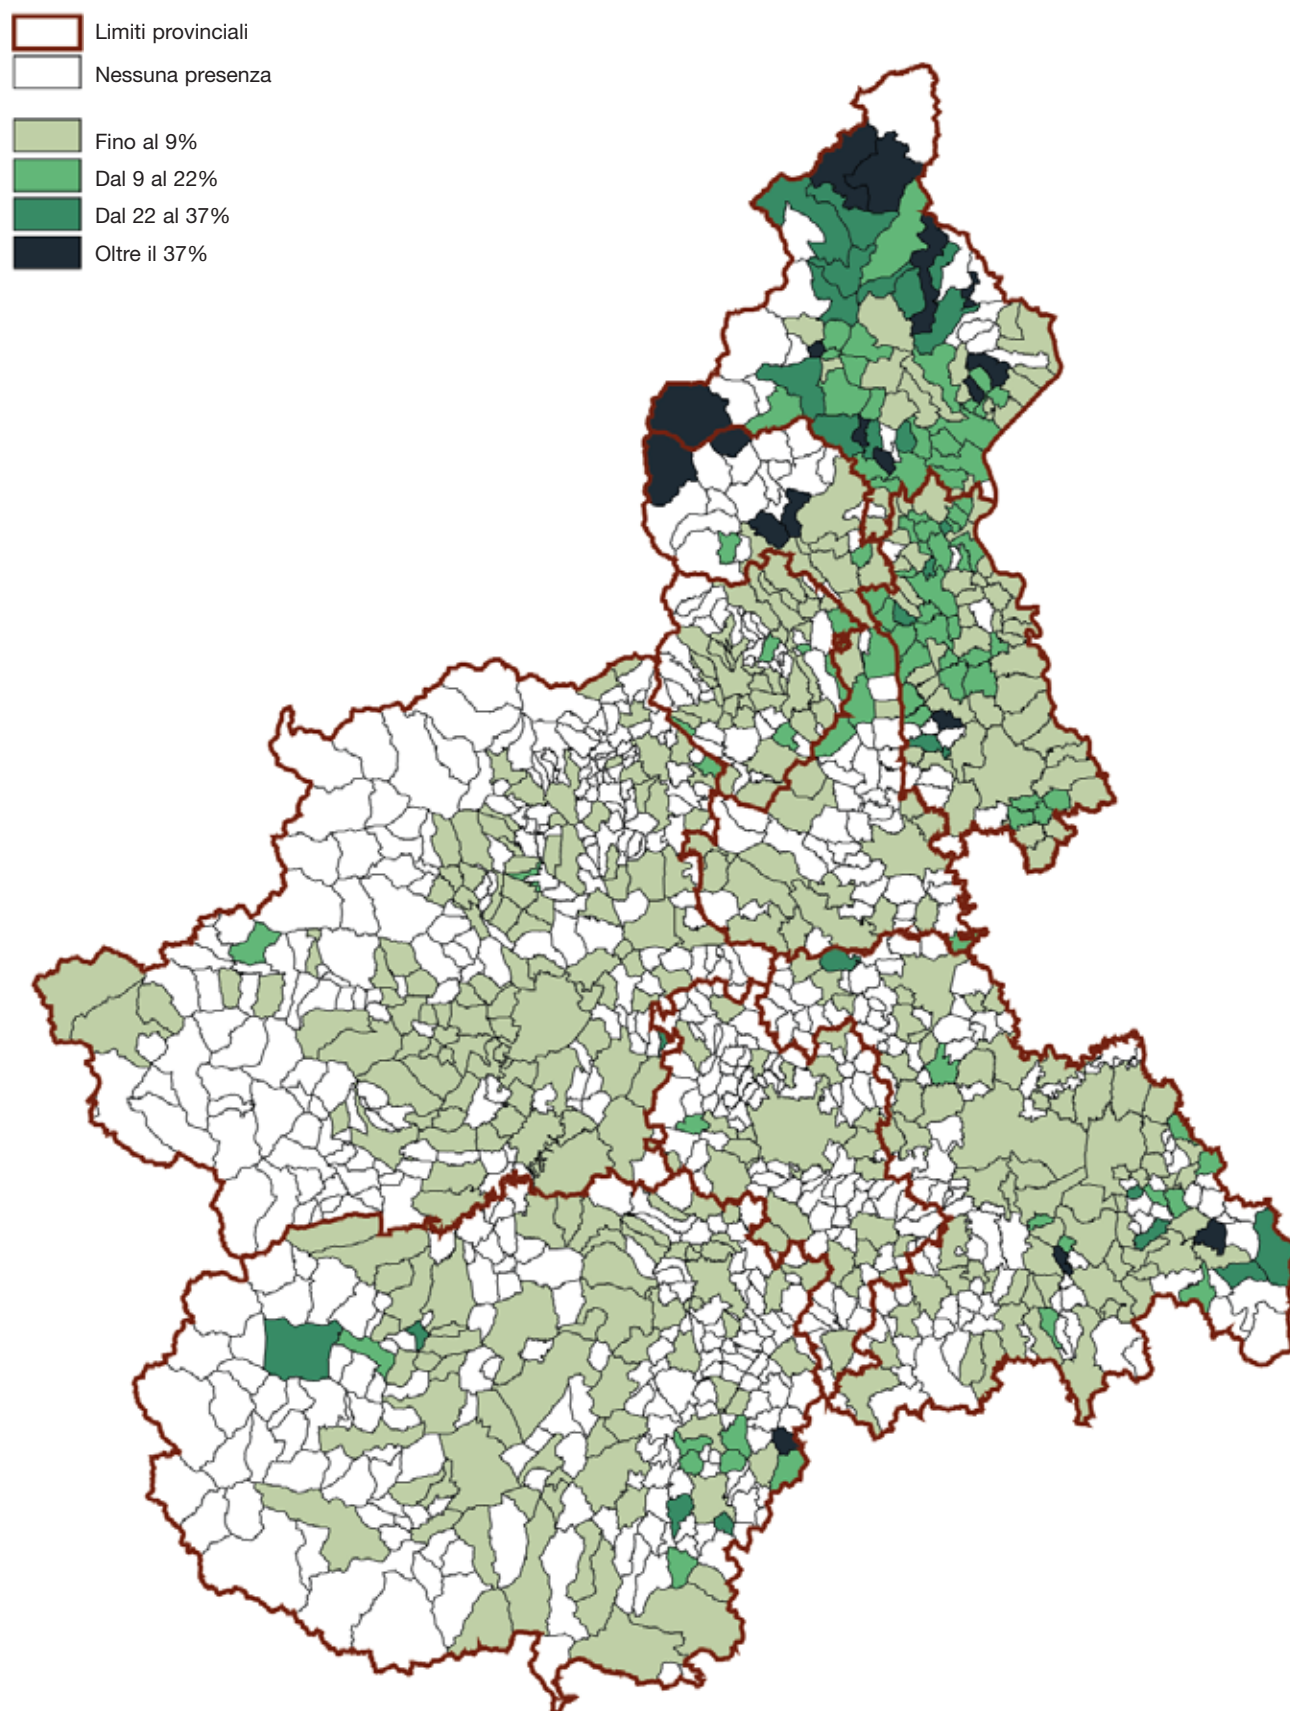 Limiti provinciali
Nessuna presenza
Fino al 9%
Dal 9 al 22%
Dal 22 al 37%
Oltre il 37%